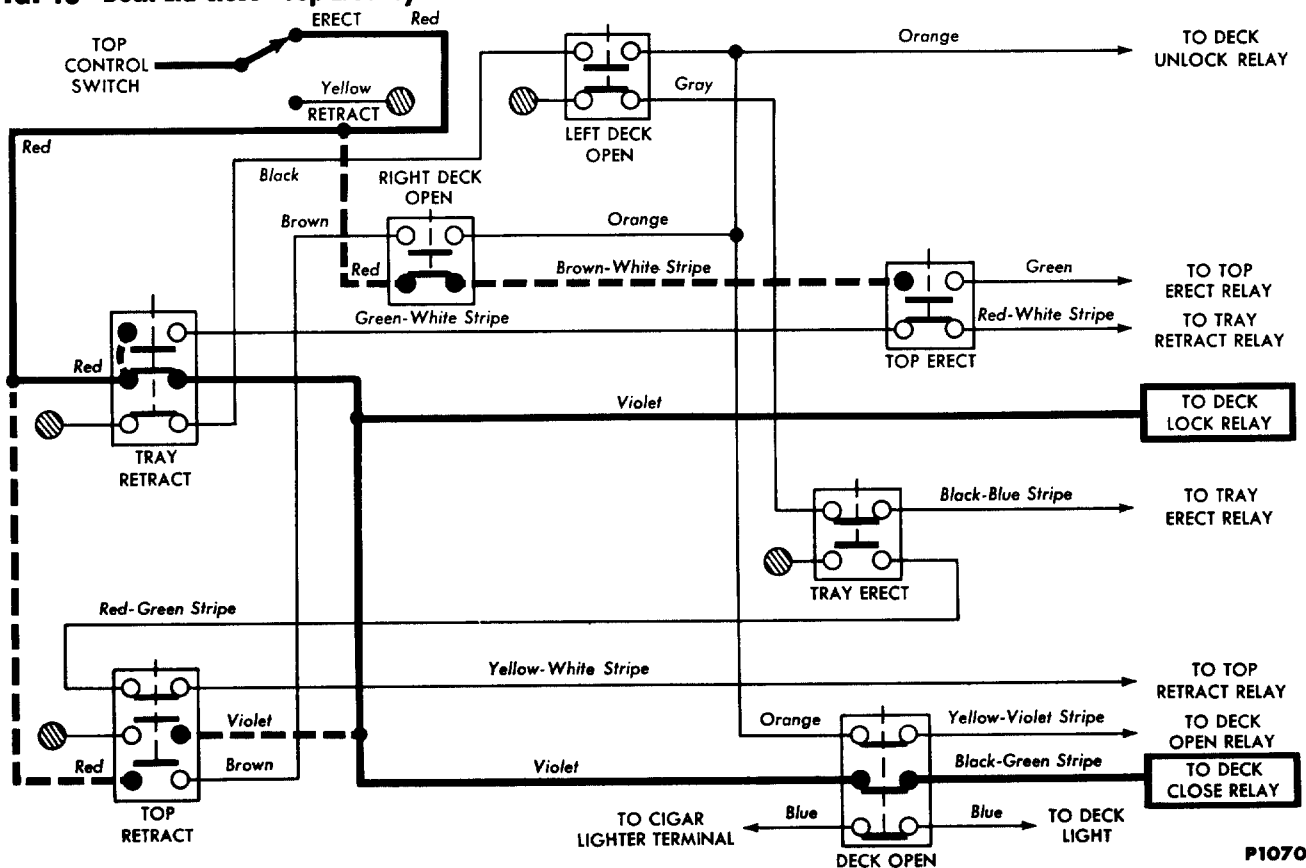 ERECT
Red
TOP
CONTROL
SWITCH
Yellow
RETRACT
Orange
TO DECK
UNLOCK RELAY
Gray
LEFT DECK
OPEN
Red
Black
RIGHT DECK
OPEN
Brown
Orange
Red
Brown-White Stripe
Green
TO TOP
ERECT RELAY
Green-White Stripe
Red-White Stripe
TO TRAY
RETRACT RELAY
TOP ERECT
Red
Violet
TO DECK
LOCK RELAY
TRAY
RETRACT
Black-Blue Stripe
TO TRAY
ERECT RELAY
TRAY ERECT
Red-Green Stripe
Yellow-White Stripe
TO TOP
RETRACT RELAY
Violet
Orange
Yellow-Violet Stripe
TO DECK
OPEN RELAY
Red
Brown
Violet
Black-Green Stripe
TO DECK
CLOSE RELAY
TOP
RETRACT
TO CIGAR
LIGHTER TERMINAL
Blue
Blue
TO DECK
LIGHT
DECK OPEN
P1070